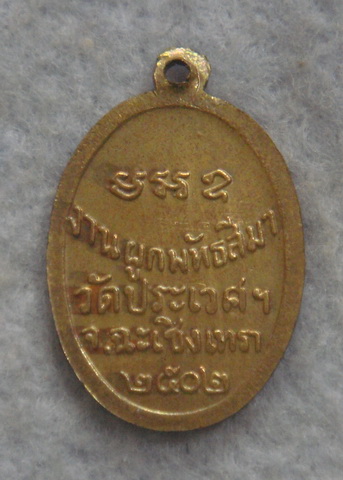 งานผูกพัทธสีมา
วัดประเวศฯ
จ.ฉะเชิงเทรา
๒๕๐๒